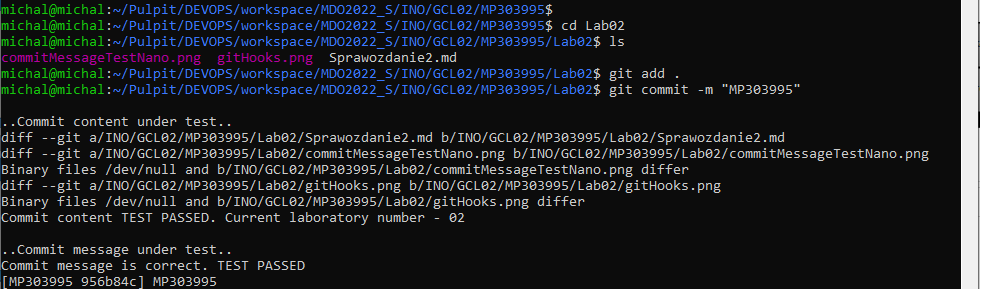 michal@michal:~/Pulpit/DEVOPS/workspace/MDO2022_S/INO/GCL02/MP303995$
michal@michal:~/Pulpit/DEVOPS/workspace/MDO2022_S/INO/GCL02/MP303995$ cd Lab02
michal@michal:~/Pulpit/DEVOPS/workspace/MDO2022_S/INO/GCL02/MP303995/Lab02$ ls
commitMessageTestNano.png  gitHooks.png  Sprawozdanie2.md
michal@michal:~/Pulpit/DEVOPS/workspace/MDO2022_S/INO/GCL02/MP303995/Lab02$ git add .
michal@michal:~/Pulpit/DEVOPS/workspace/MDO2022_S/INO/GCL02/MP303995/Lab02$ git commit -m "MP303995"
..Commit content under test..
diff --git a/INO/GCL02/MP303995/Lab02/Sprawozdanie2.md b/INO/GCL02/MP303995/Lab02/Sprawozdanie2.md
diff --git a/INO/GCL02/MP303995/Lab02/commitMessageTestNano.png b/INO/GCL02/MP303995/Lab02/commitMessageTestNano.png
Binary files /dev/null and b/INO/GCL02/MP303995/Lab02/commitMessageTestNano.png differ
diff --git a/INO/GCL02/MP303995/Lab02/gitHooks.png b/INO/GCL02/MP303995/Lab02/gitHooks.png
Binary files /dev/null and b/INO/GCL02/MP303995/Lab02/gitHooks.png differ
Commit content TEST PASSED. Current laboratory number - 02
..Commit message under test..
Commit message is correct. TEST PASSED
[MP303995 956b84c] MP303995